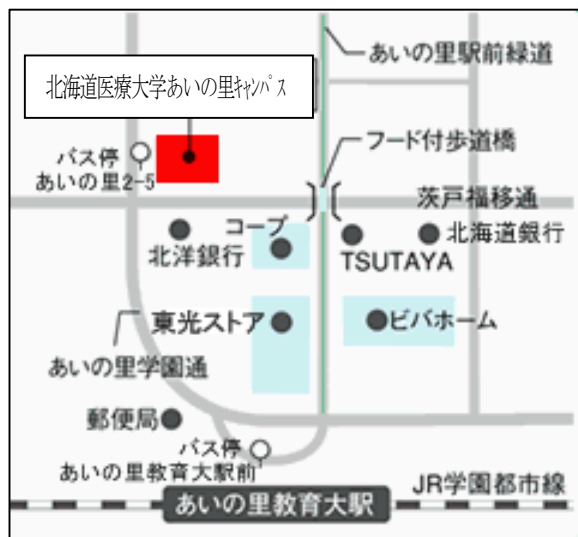 あいの里駅前緑道
北海道医療大学あいの里ｷｬﾝﾊﾟｽ
フード付歩道橋
バス停
あいの里2-5
茨戸福移通
コープ
北洋銀行
TSUTAYA
北海道銀行
東光ストア
ビバホーム
あいの里学園通
郵便局
バス停
あいの里教育大駅前
JR学園都市線
あいの里教育大駅